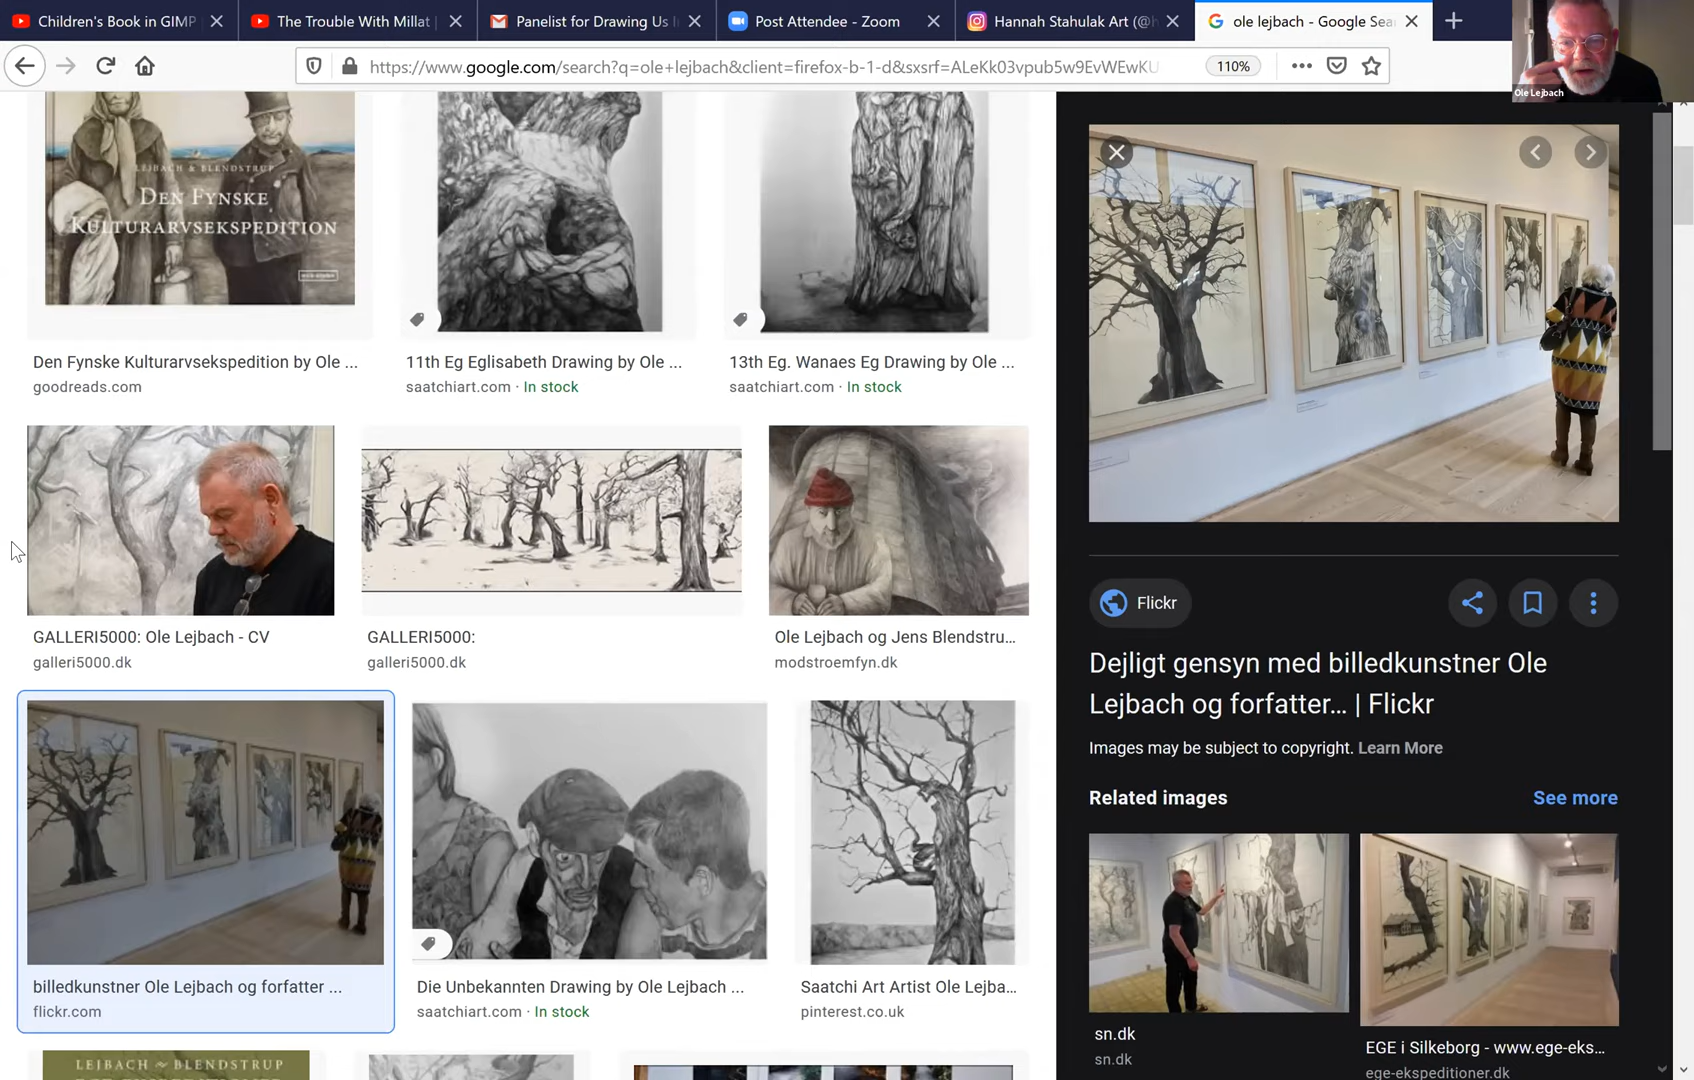 Children's Book in GIMP
The Trouble With Millat
Panelist for Drawing Us I
Post Attendee - Zoom
Hannah Stahulak Art (@h
ole lejbach - Google Sea
https://www.google.com/search?q=ole+lejbach&client=firefox-b-1-d&sxsrf=ALeKk03vpub5w9EvWEwKU
110%
Ole Lejbach
LEJBACH & BLENDSTRUP
DEN FYNSKE
KULTURARVSEKSPEDITION
Den Fynske Kulturarvsekspedition by Ole ...
goodreads.com
11th Eg Eglisabeth Drawing by Ole ...
saatchiart.com · In stock
13th Eg. Wanaes Eg Drawing by Ole ...
saatchiart.com · In stock
GALLERI5000: Ole Lejbach - CV
galleri5000.dk
GALLERI5000:
galleri5000.dk
Ole Lejbach og Jens Blendstru...
modstroemfyn.dk
billedkunstner Ole Lejbach og forfatter ...
flickr.com
Die Unbekannten Drawing by Ole Lejbach ...
saatchiart.com · In stock
Saatchi Art Artist Ole Lejba...
pinterest.co.uk
LEJBACH ~ BLENDSTRUP
Flickr
Dejligt gensyn med billedkunstner Ole
Lejbach og forfatter... | Flickr
Images may be subject to copyright. Learn More
Related images
See more
sn.dk
sn.dk
EGE i Silkeborg - www.ege-eks...
ege-ekspeditioner.dk